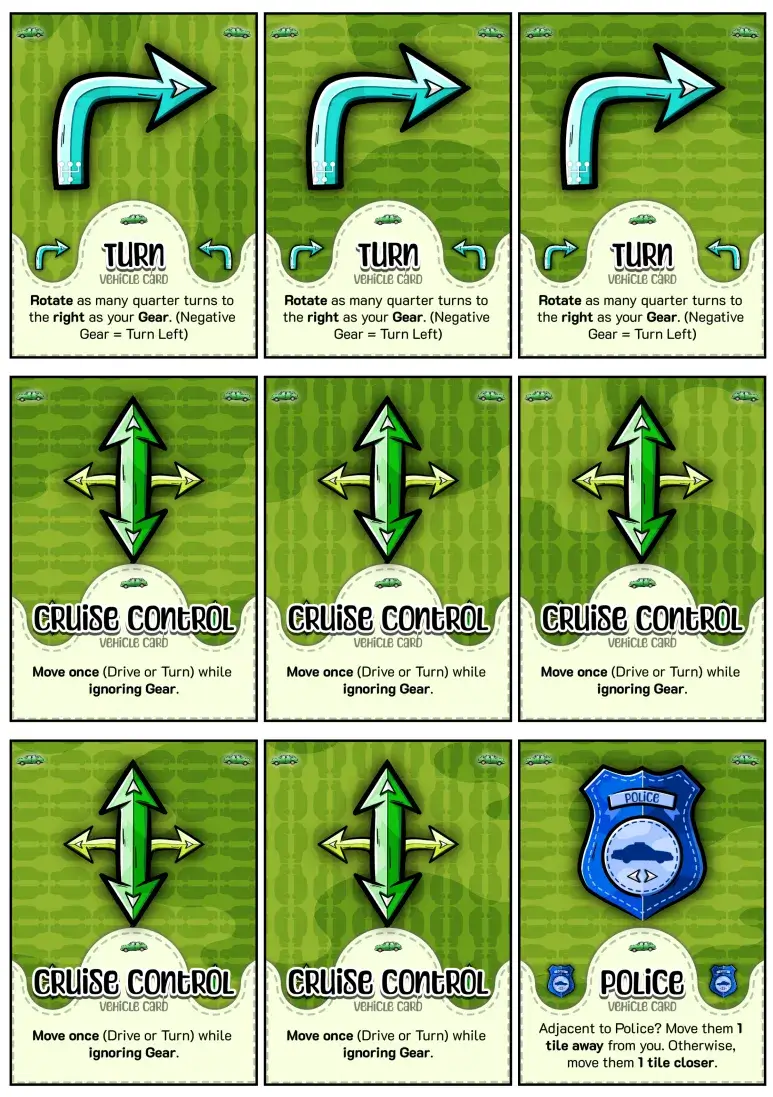 TURN
VEHICLE CARD
Rotate as many quarter turns to
the right as your Gear. (Negative
Gear = Turn Left)
TURN
VEHICLE CARD
Rotate as many quarter turns to
the right as your Gear. (Negative
Gear = Turn Left)
TURN
VEHICLE CARD
Rotate as many quarter turns to
the right as your Gear. (Negative
Gear = Turn Left)
CRUISE CONTROL
VEHICLE CARD
Move once (Drive or Turn) while
ignoring Gear.
CRUISE CONTROL
VEHICLE CARD
Move once (Drive or Turn) while
ignoring Gear.
CRUISE CONTROL
VEHICLE CARD
Move once (Drive or Turn) while
ignoring Gear.
CRUISE CONTROL
VEHICLE CARD
Move once (Drive or Turn) while
ignoring Gear.
CRUISE CONTROL
VEHICLE CARD
Move once (Drive or Turn) while
ignoring Gear.
POLICE
POLICE
VEHICLE CARD
Adjacent to Police? Move them 1
tile away from you. Otherwise,
move them 1 tile closer.